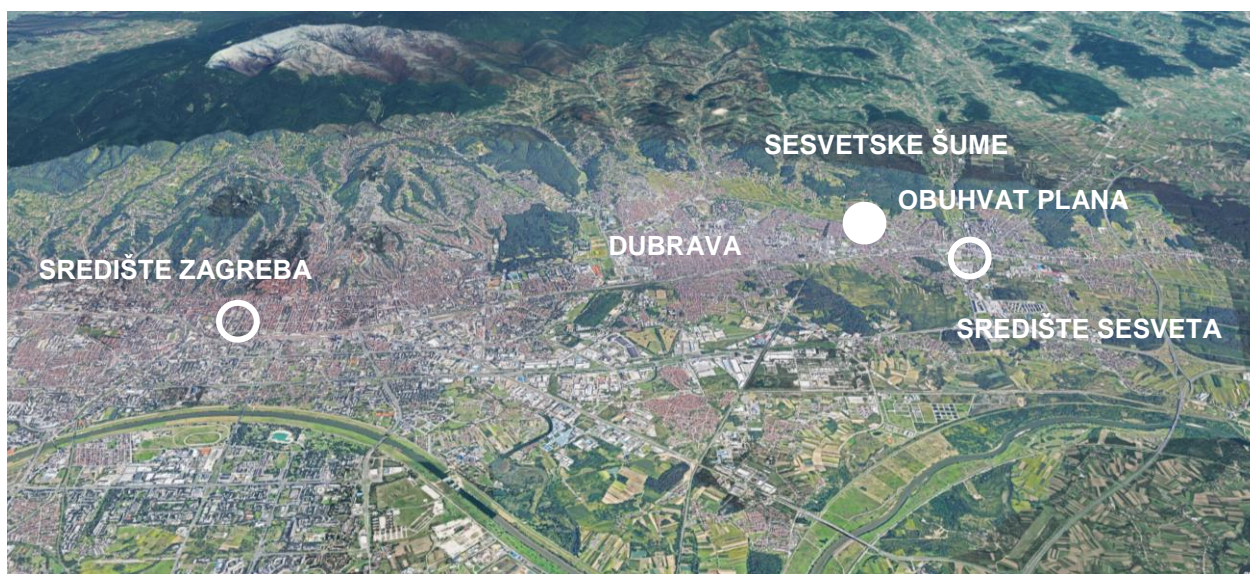 SESVETSKE ŠUME
OBUHVAT PLANA
DUBRAVA
SREDIŠTE ZAGREBA
SREDIŠTE SESVETA